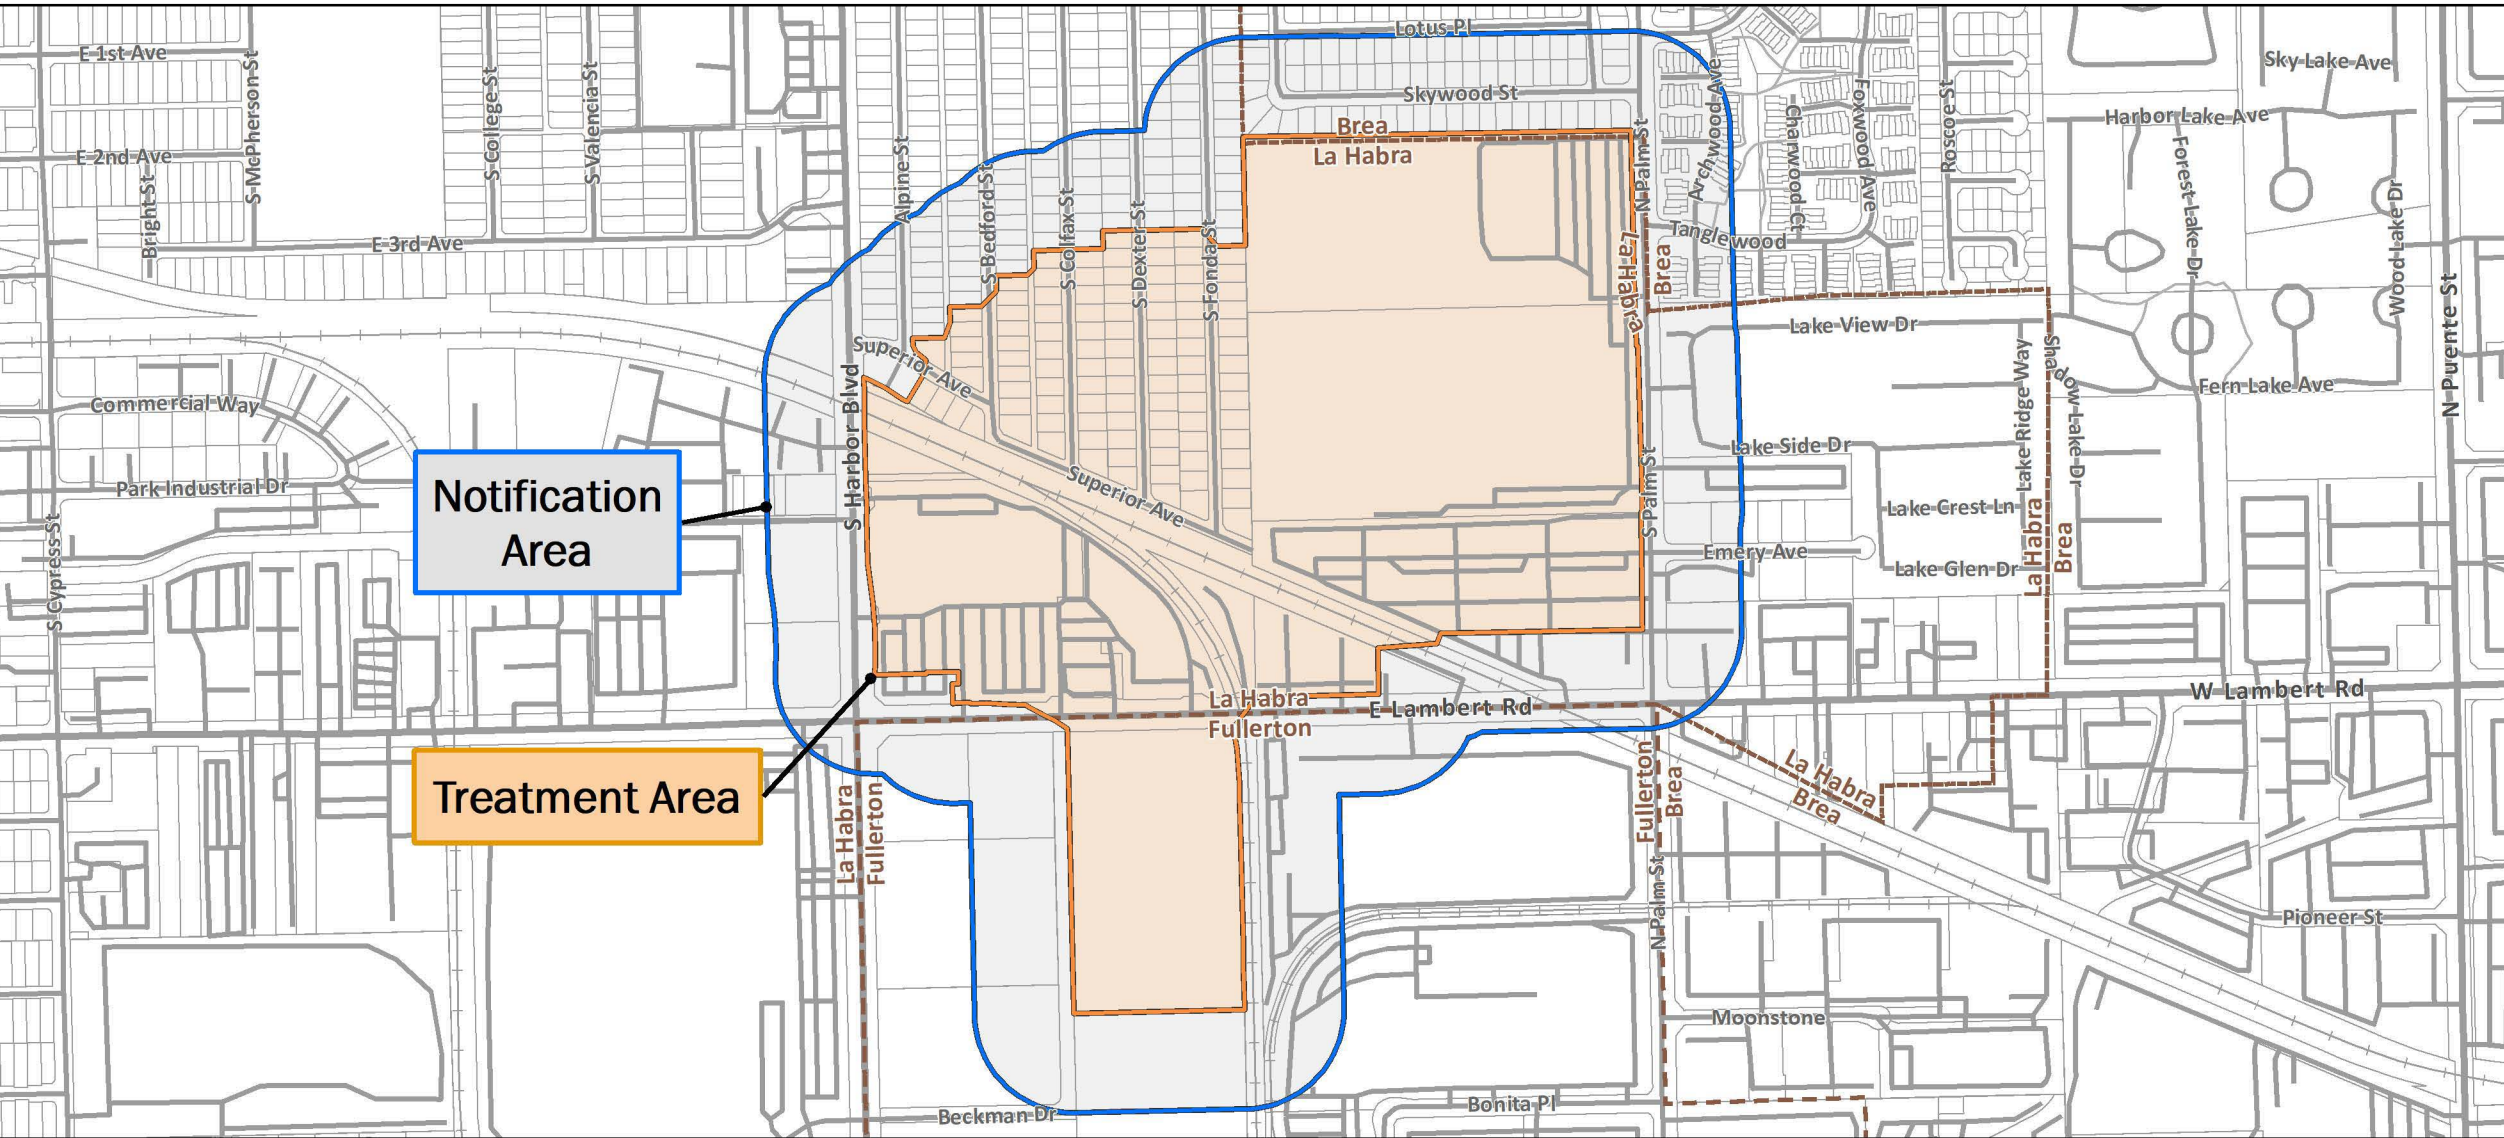 Lotus Pl
E 1st Ave
Sky Lake Ave
S McPherson St
S College St
S Valencia St
Skywood St
Archwood Ave
Charwood Ct
Foxwood Ave
Roscoe St
Harbor Lake Ave
Brea
La Habra
N Palm St
E 2nd Ave
Bright St
Alpine St
S Bedford St
S Colfax St
S Dexter St
S Fonda St
Forest Lake Dr
Wood Lake Dr
E 3rd Ave
Tanglewood
La Habra
Brea
Lake View Dr
Lake Ridge Way
Shadow Lake Dr
N Puente St
Superior Ave
Fern Lake Ave
Commercial Way
S Harbor Blvd
Lake Side Dr
Notification
Area
Park Industrial Dr
Superior Ave
S Palm St
Lake Crest Ln
La Habra
Brea
S Cypress St
Emery Ave
Lake Glen Dr
La Habra
Fullerton
E Lambert Rd
W Lambert Rd
Treatment Area
La Habra
Fullerton
Fullerton
Brea
La Habra
Brea
N Palm St
Pioneer St
Moonstone
Beckman Dr
Bonita Pl